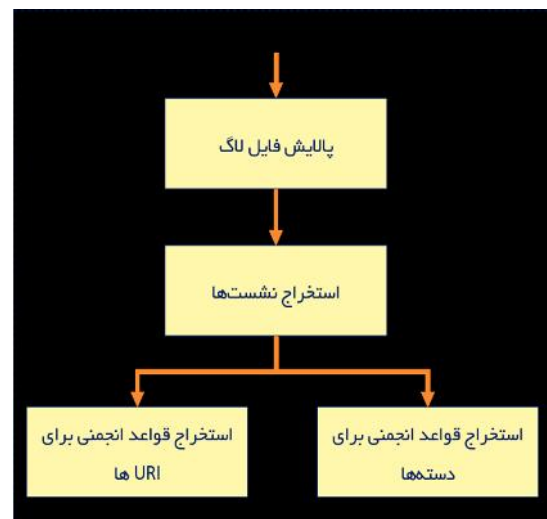 پالایش فایل لاگ
استخراج نشست‌ها
استخراج قواعد انجمنی برای
دسته‌ها
استخراج قواعد انجمنی برای
URI ها